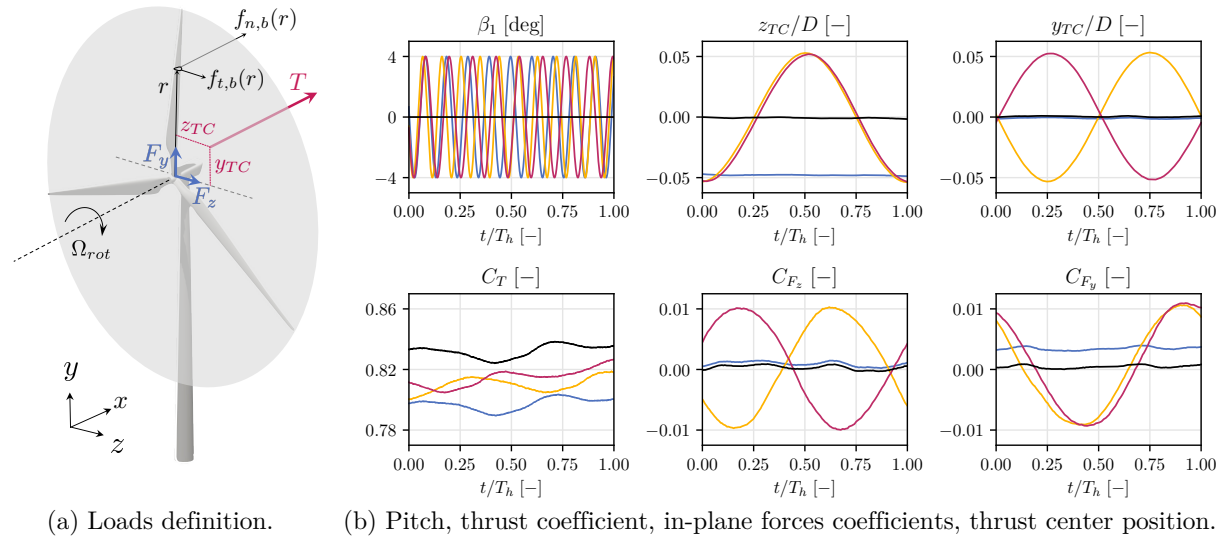 f_{n,b}(r)
f_{t,b}(r)
r
T
z_{TC}
F_y
y_{TC}
F_z
Ω_{rot}
y
x
z
(a) Loads definition.
β_1 [deg]
4
0
−4
0.00 0.25 0.50 0.75 1.00
t/T_h [−]
z_{TC}/D [−]
0.05
0.00
−0.05
0.00 0.25 0.50 0.75 1.00
t/T_h [−]
y_{TC}/D [−]
0.05
0.00
−0.05
0.00 0.25 0.50 0.75 1.00
t/T_h [−]
C_T [−]
0.86
0.82
0.78
0.00 0.25 0.50 0.75 1.00
t/T_h [−]
C_{F_z} [−]
0.01
0.00
−0.01
0.00 0.25 0.50 0.75 1.00
t/T_h [−]
C_{F_y} [−]
0.01
0.00
−0.01
0.00 0.25 0.50 0.75 1.00
t/T_h [−]
(b) Pitch, thrust coefficient, in-plane forces coefficients, thrust center position.